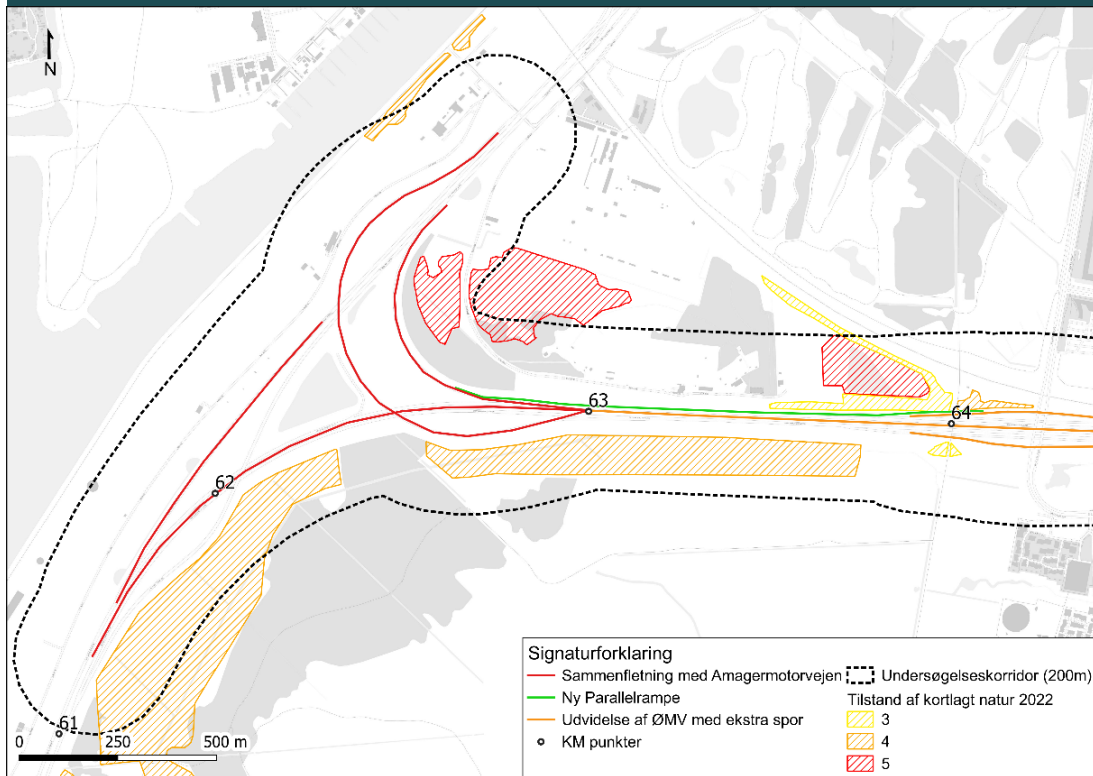 N
63
64
62
61
0 250 500 m
Signaturforklaring
Sammenfletning med Amagermotorvejen
Ny Parallelrampe
Udvidelse af ØMV med ekstra spor
KM punkter
Undersøgelseskorridor (200m)
Tilstand af kortlagt natur 2022
3
4
5